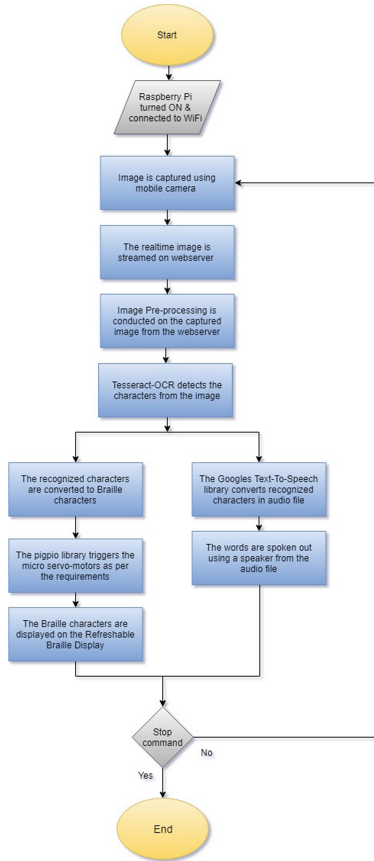 Start
Raspberry Pi
turned ON &
connected to WiFi
Image is captured using
mobile camera
The realtime image is
streamed on webserver
Image Pre-processing is
conducted on the captured
image from the webserver
Tesseract-OCR detects the
characters from the image
The recognized characters
are converted to Braille
characters
The pigpio library triggers the
micro servo-motors as per
the requirements
The Braille characters are
displayed on the Refreshable
Braille Display
The Googles Text-To-Speech
library converts recognized
characters in audio file
The words are spoken out
using a speaker from the
audio file
Stop
command
No
Yes
End